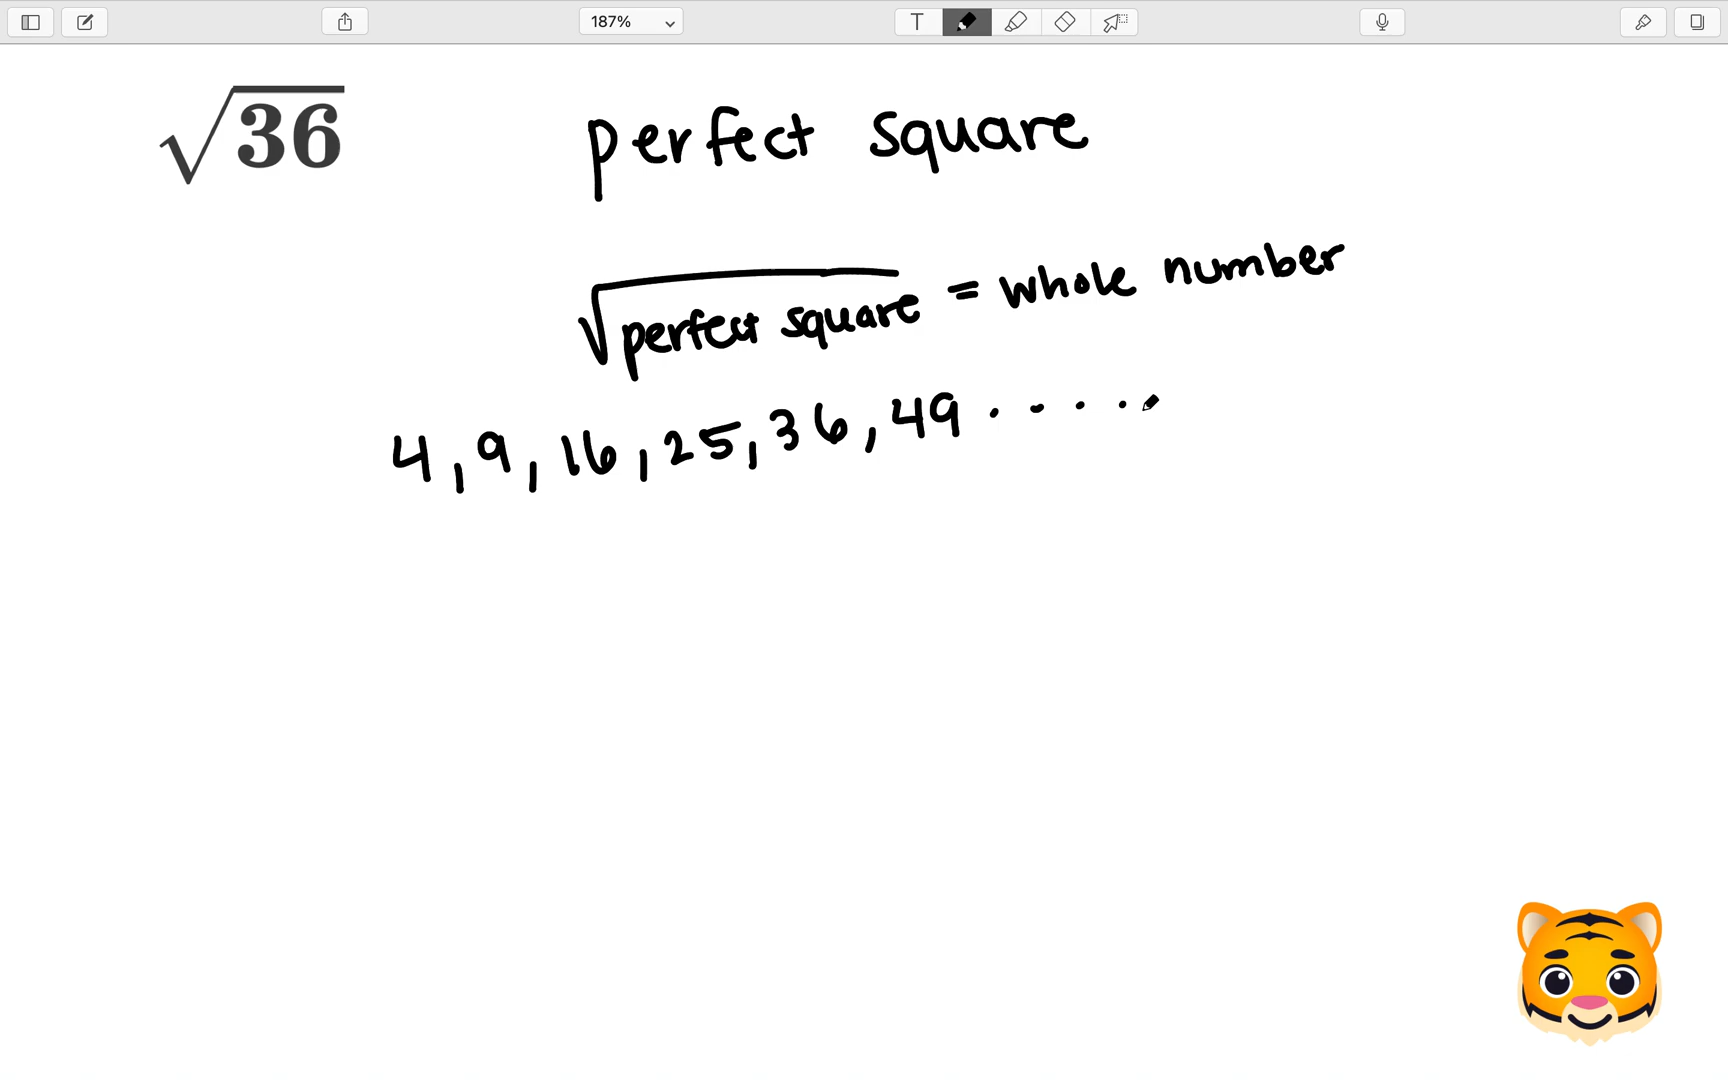 187%
T
√36
perfect square
√perfect square = whole number
4, 9, 16, 25, 36, 49 . . . . .